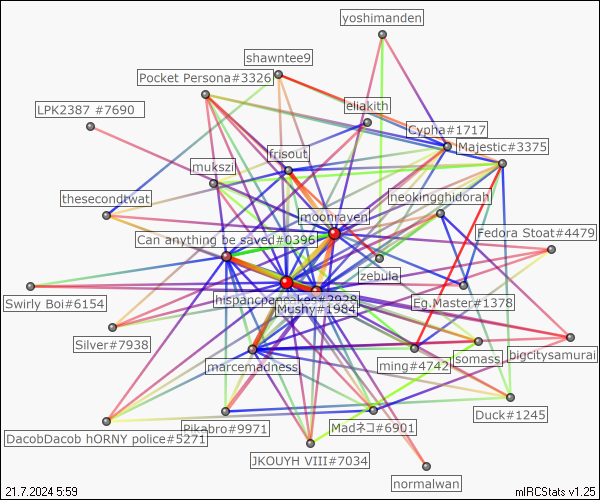 yoshimanden
shawntee9
Pocket Persona#3326
LPK2387 #7690
eliakith
Cypha#1717
Majestic#3375
frisout
mukszi
thesecondtwat
neokingghidorah
moonraven
Can anything be saved#0396
Fedora Stoat#4479
zebula
Swirly Boi#6154
hispancpancakes#2928
Eg.Master#1378
Mushy#1984
Silver#7938
marcemadness
ming#4742
somass
bigcitysamurai
Duck#1245
DacobDacob hORNY police#5271
Pikabro#9971
Madネコ#6901
JKOUYH VIII#7034
normalwan
21.7.2024 5:59
mIRCStats v1.25